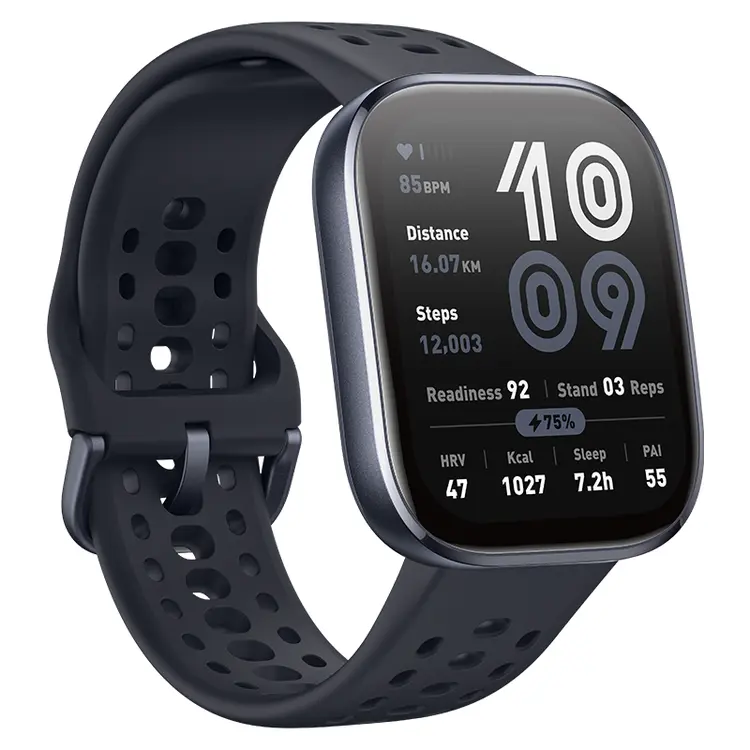 10
85BPM
09
Distance
16.07KM
Steps
12,003
Readiness 92 | Stand 03 Reps
75%
HRV | Kcal | Sleep | PAI
47 1027 7.2h 55